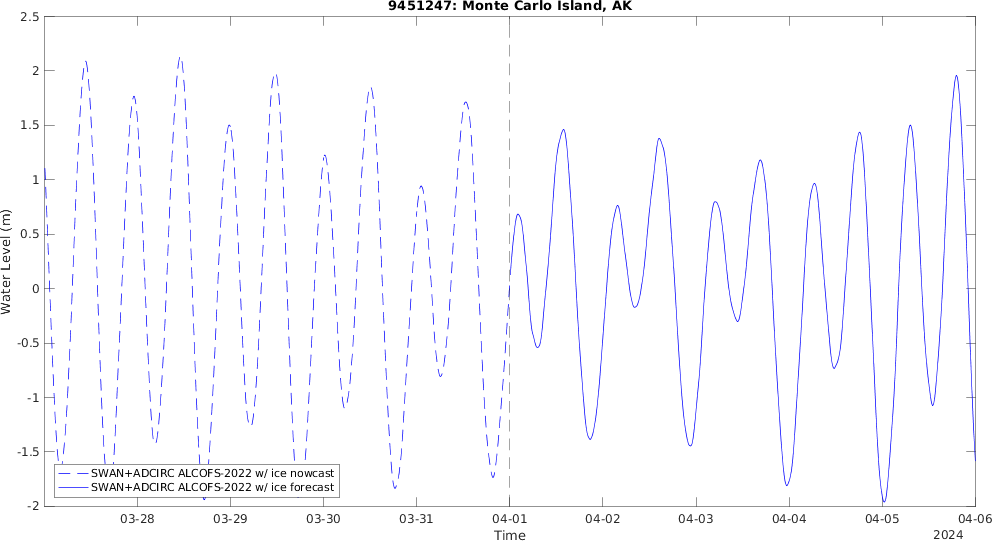 9451247: Monte Carlo Island, AK
2.5
2
1.5
1
0.5
0
-0.5
-1
-1.5
-2
Water Level (m)
SWAN+ADCIRC ALCOFS-2022 w/ ice nowcast
SWAN+ADCIRC ALCOFS-2022 w/ ice forecast
03-28 03-29 03-30 03-31 04-01 04-02 04-03 04-04 04-05 04-06
Time
2024